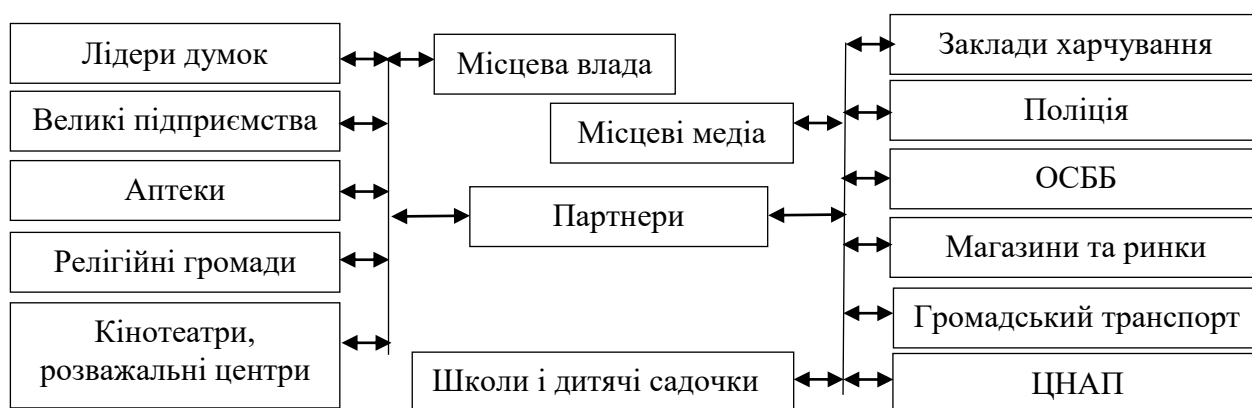 Лідери думок
Великі підприємства
Аптеки
Релігійні громади
Кінотеатри,
розважальні центри
Місцева влада
Місцеві медіа
Партнери
Школи і дитячі садочки
Заклади харчування
Поліція
ОСББ
Магазини та ринки
Громадський транспорт
ЦНАП